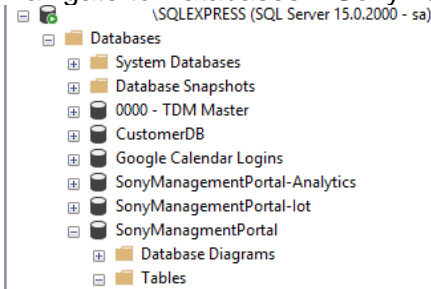 \SQLEXPRESS (SQL Server 15.0.2000 - sa)
Databases
System Databases
Database Snapshots
0000 - TDM Master
CustomerDB
Google Calendar Logins
SonyManagementPortal-Analytics
SonyManagementPortal-Iot
SonyManagmentPortal
Database Diagrams
Tables